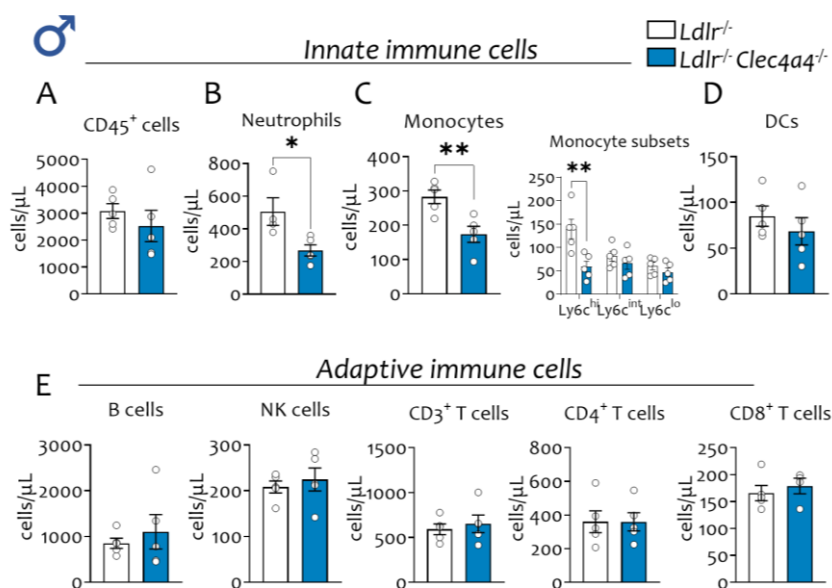 ♂
Innate immune cells
Ldlr-/-
Ldlr-/- Clec4a4-/-
A
CD45+ cells
cells/µL
5000
4000
3000
2000
1000
0
B
Neutrophils
*
cells/µL
800
600
400
200
0
C
Monocytes
**
cells/µL
400
300
200
100
0
Monocyte subsets
**
cells/µL
250
200
150
100
50
0
Ly6chi Ly6cint Ly6clo
D
DCs
cells/µL
150
100
50
0
E
Adaptive immune cells
B cells
cells/µL
3000
2000
1000
0
NK cells
cells/µL
300
200
100
0
CD3+ T cells
cells/µL
1500
1000
500
0
CD4+ T cells
cells/µL
800
600
400
200
0
CD8+ T cells
cells/µL
250
200
150
100
50
0